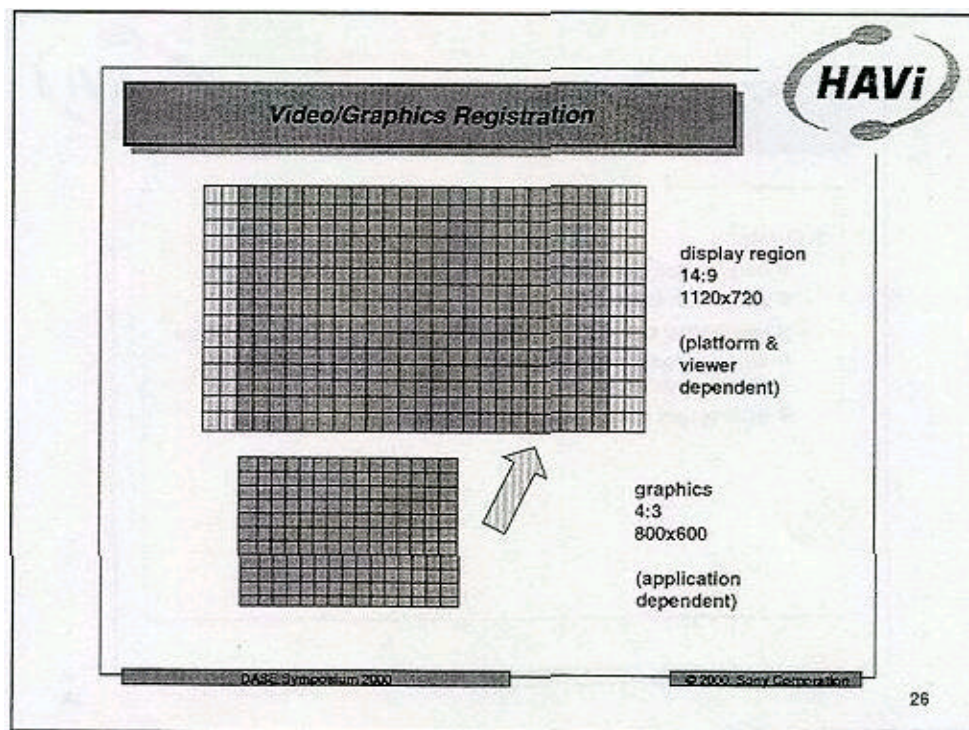 HAVi
Video/Graphics Registration
display region
14:9
1120x720
(platform &
viewer
dependent)
graphics
4:3
800x600
(application
dependent)
DASE Symposium 2000
© 2000, Sony Corporation
26